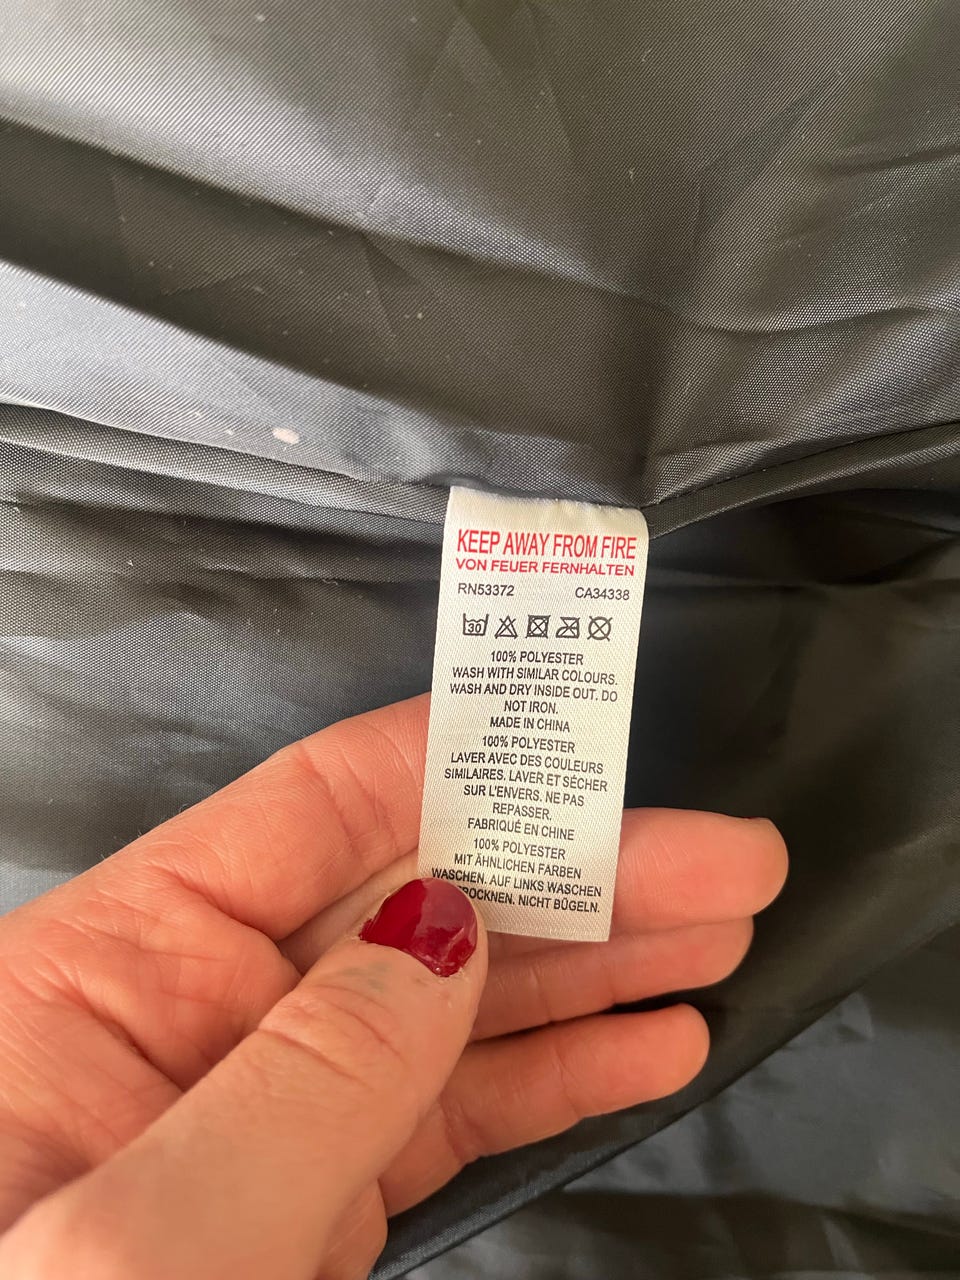 KEEP AWAY FROM FIRE
VON FEUER FERNHALTEN
RN53372 CA34338
30
100% POLYESTER
WASH WITH SIMILAR COLOURS.
WASH AND DRY INSIDE OUT. DO
NOT IRON.
MADE IN CHINA
100% POLYESTER
LAVER AVEC DES COULEURS
SIMILAIRES. LAVER ET SÉCHER
SUR L'ENVERS. NE PAS
REPASSER.
FABRIQUÉ EN CHINE
100% POLYESTER
MIT ÄHNLICHEN FARBEN
WASCHEN. AUF LINKS WASCHEN
NICHT BÜGELN.